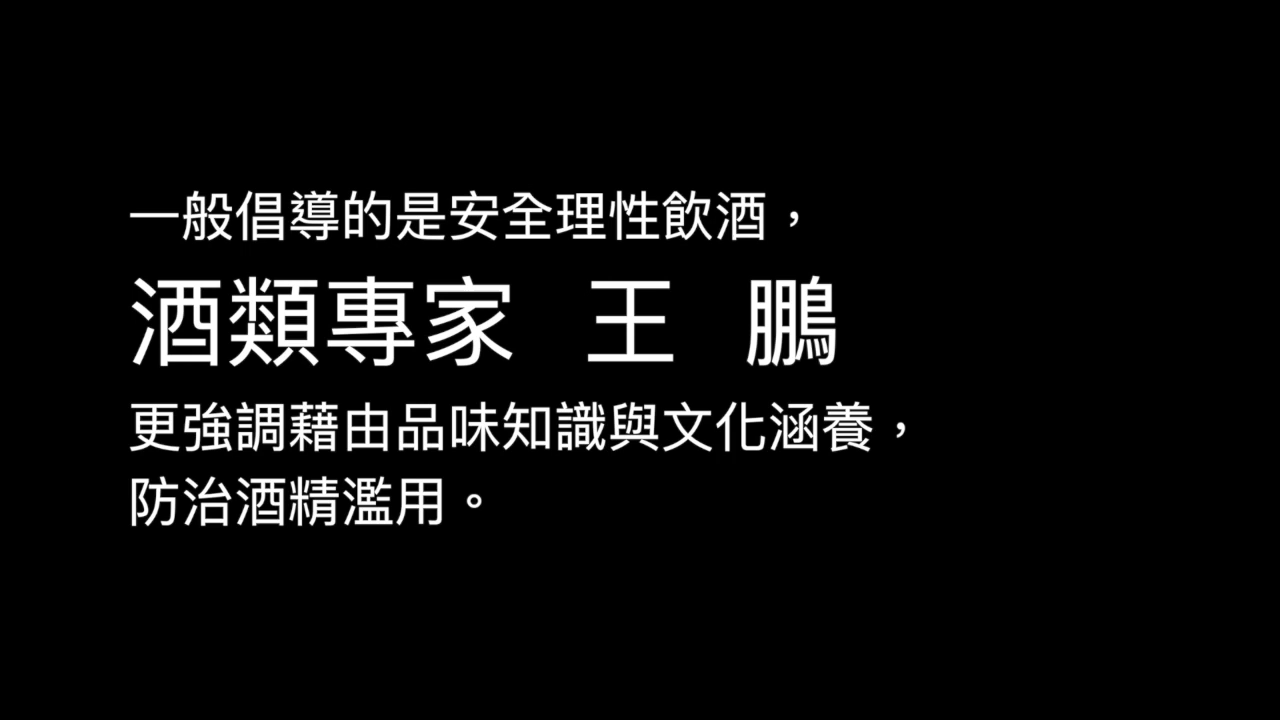 一般倡導的是安全理性飲酒，
酒類專家 王 鵬
更強調藉由品味知識與文化涵養，
防治酒精濫用。